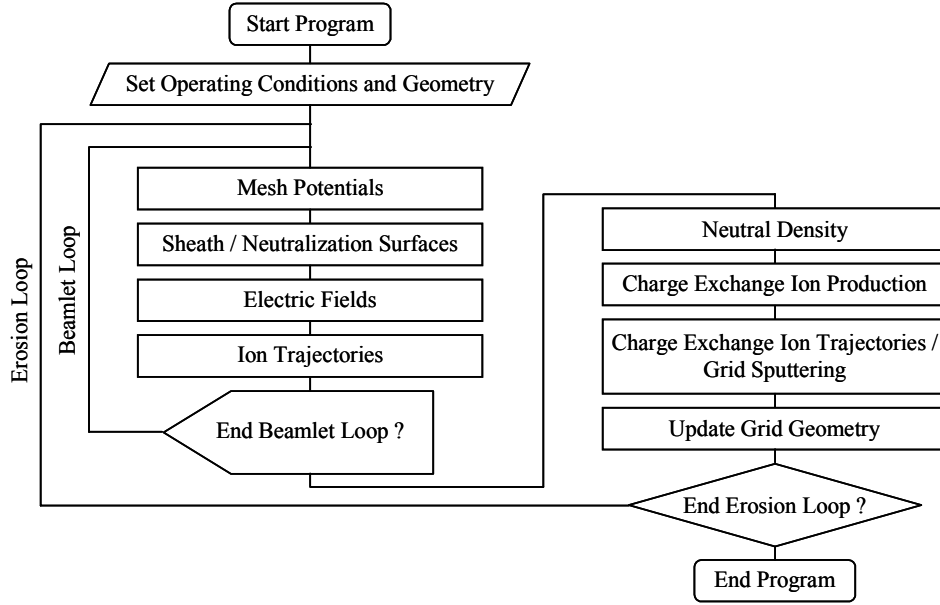 Start Program
Set Operating Conditions and Geometry
Erosion Loop
Beamlet Loop
Mesh Potentials
Sheath / Neutralization Surfaces
Electric Fields
Ion Trajectories
End Beamlet Loop ?
Neutral Density
Charge Exchange Ion Production
Charge Exchange Ion Trajectories /
Grid Sputtering
Update Grid Geometry
End Erosion Loop ?
End Program